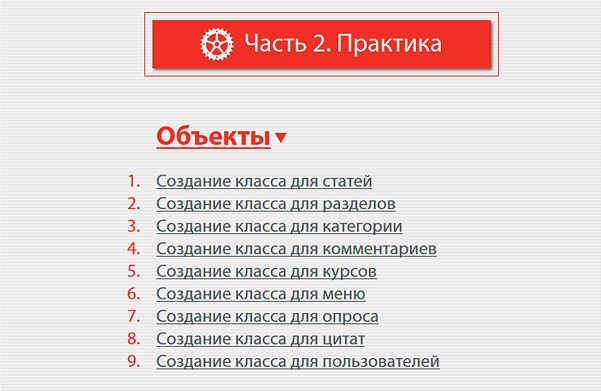 Часть 2. Практика
Объекты
1. Создание класса для статей
2. Создание класса для разделов
3. Создание класса для категории
4. Создание класса для комментариев
5. Создание класса для курсов
6. Создание класса для меню
7. Создание класса для опроса
8. Создание класса для цитат
9. Создание класса для пользователей